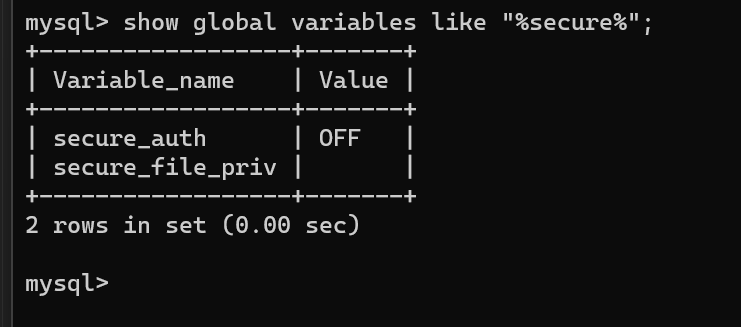 mysql> show global variables like "%secure%";
+------------------+-------+
| Variable_name    | Value |
+------------------+-------+
| secure_auth      | OFF   |
| secure_file_priv |       |
+------------------+-------+
2 rows in set (0.00 sec)
mysql>